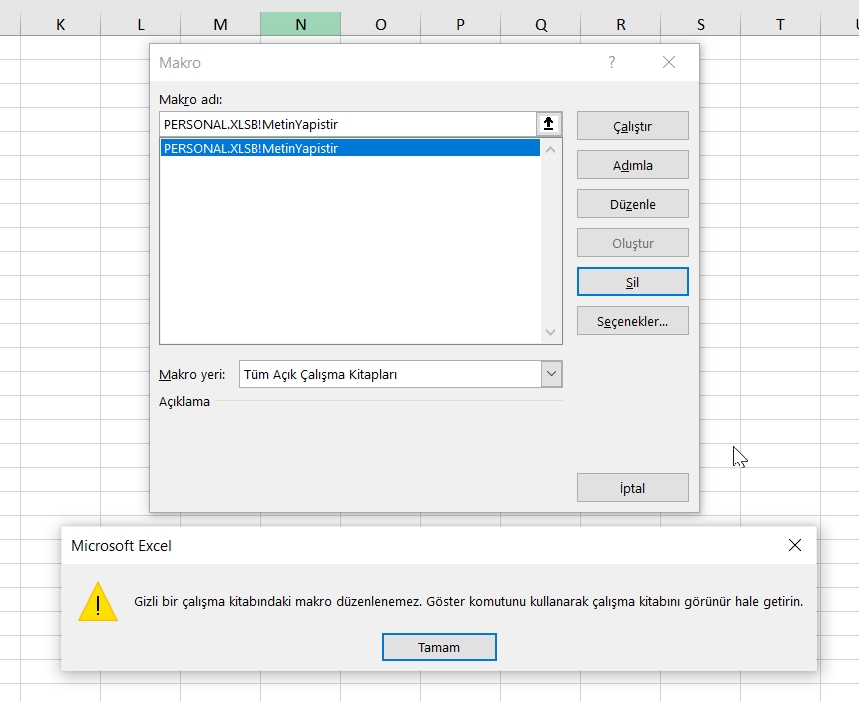 K L M N O P Q R S T
Makro ?
Makro adı:
PERSONAL.XLSB!MetinYapistir
PERSONAL.XLSB!MetinYapistir
Çalıştır
Adımla
Düzenle
Oluştur
Sil
Seçenekler...
Makro yeri: Tüm Açık Çalışma Kitapları
Açıklama
İptal
Microsoft Excel
Gizli bir çalışma kitabındaki makro düzenlenemez. Göster komutunu kullanarak çalışma kitabını görünür hale getirin.
Tamam